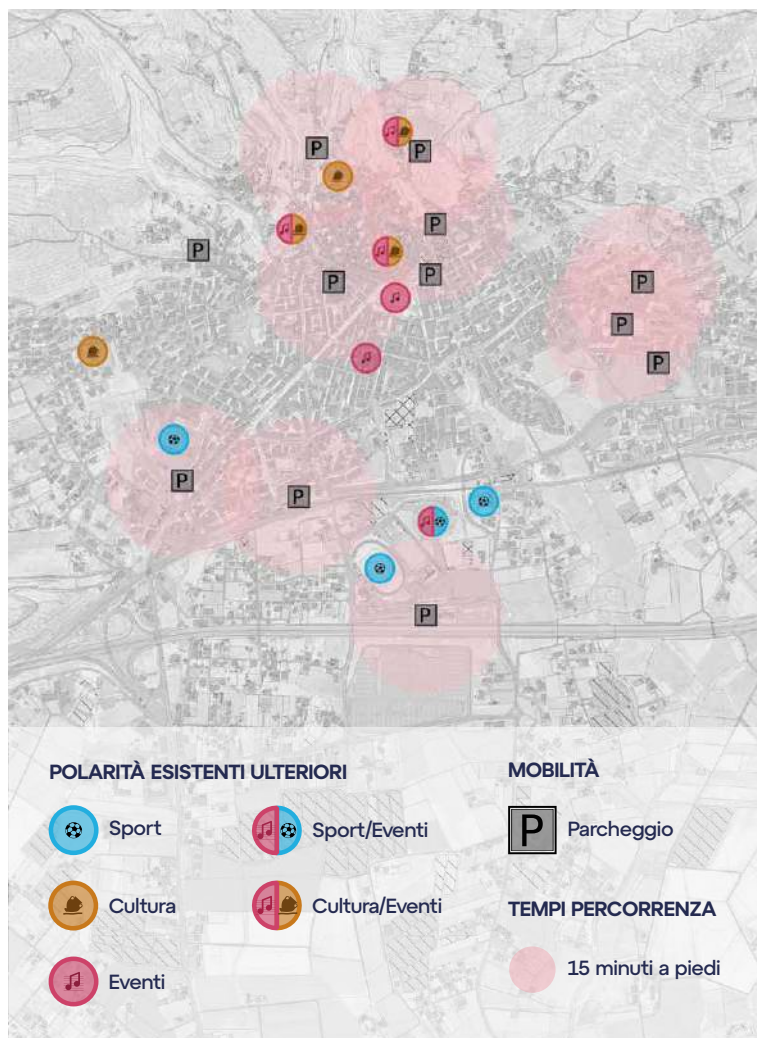 P
P
P
P
P
P
P
P
P
P
P
P
P
POLARITÀ ESISTENTI ULTERIORI
Sport
Sport/Eventi
Cultura
Cultura/Eventi
Eventi
MOBILITÀ
P Parcheggio
TEMPI PERCORRENZA
15 minuti a piedi